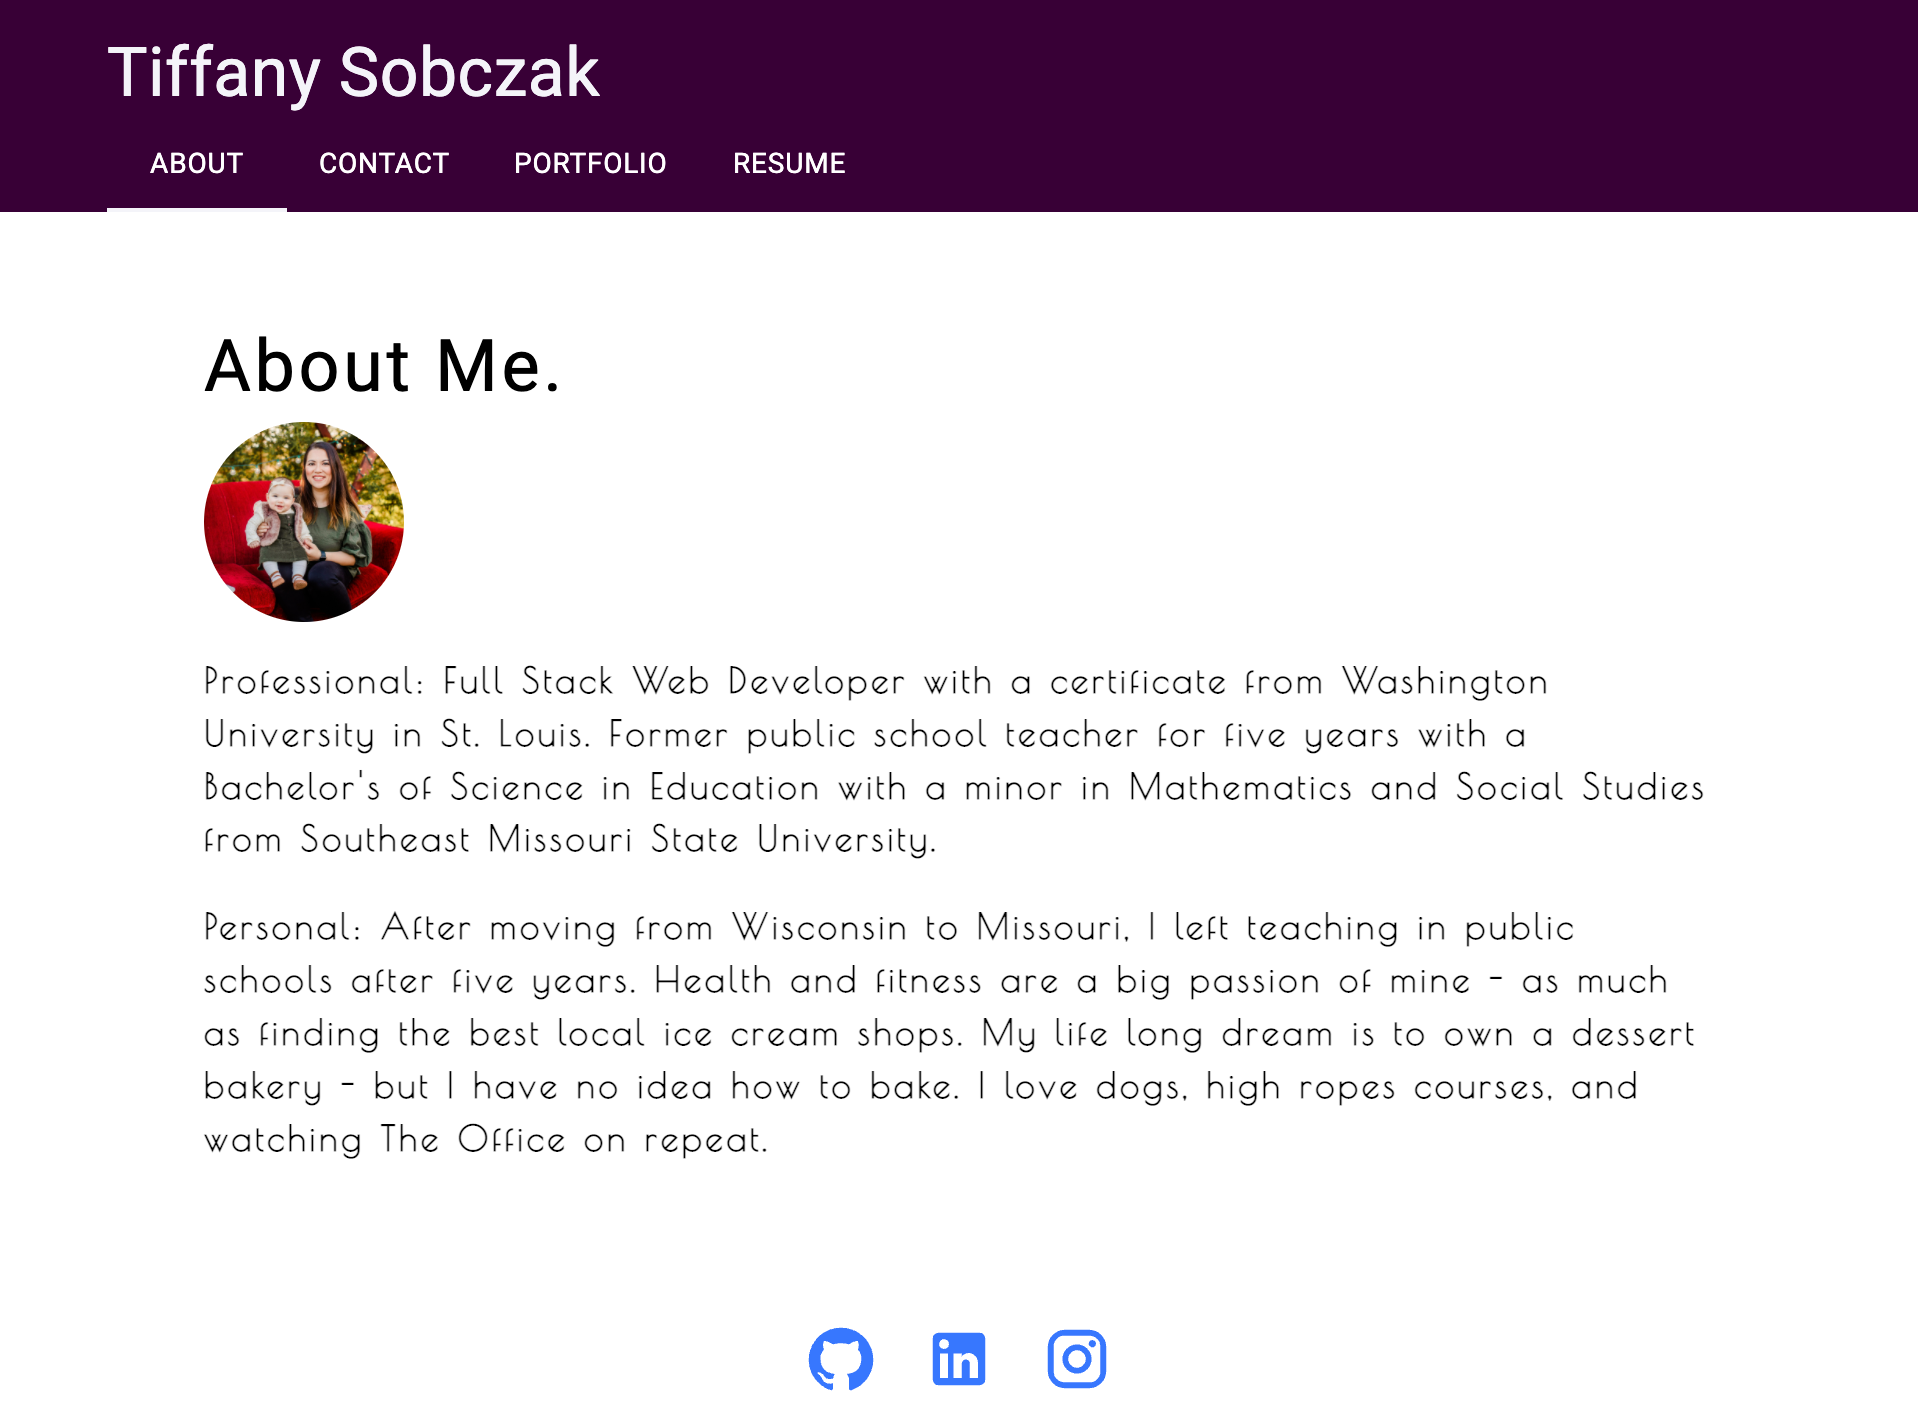 Tiffany Sobczak
ABOUT CONTACT PORTFOLIO RESUME
About Me.
Professional: Full Stack Web Developer with a certificate from Washington
University in St. Louis. Former public school teacher for five years with a
Bachelor's of Science in Education with a minor in Mathematics and Social Studies
from Southeast Missouri State University.
Personal: After moving from Wisconsin to Missouri, I left teaching in public
schools after five years. Health and fitness are a big passion of mine - as much
as finding the best local ice cream shops. My life long dream is to own a dessert
bakery - but I have no idea how to bake. I love dogs, high ropes courses, and
watching The Office on repeat.
in